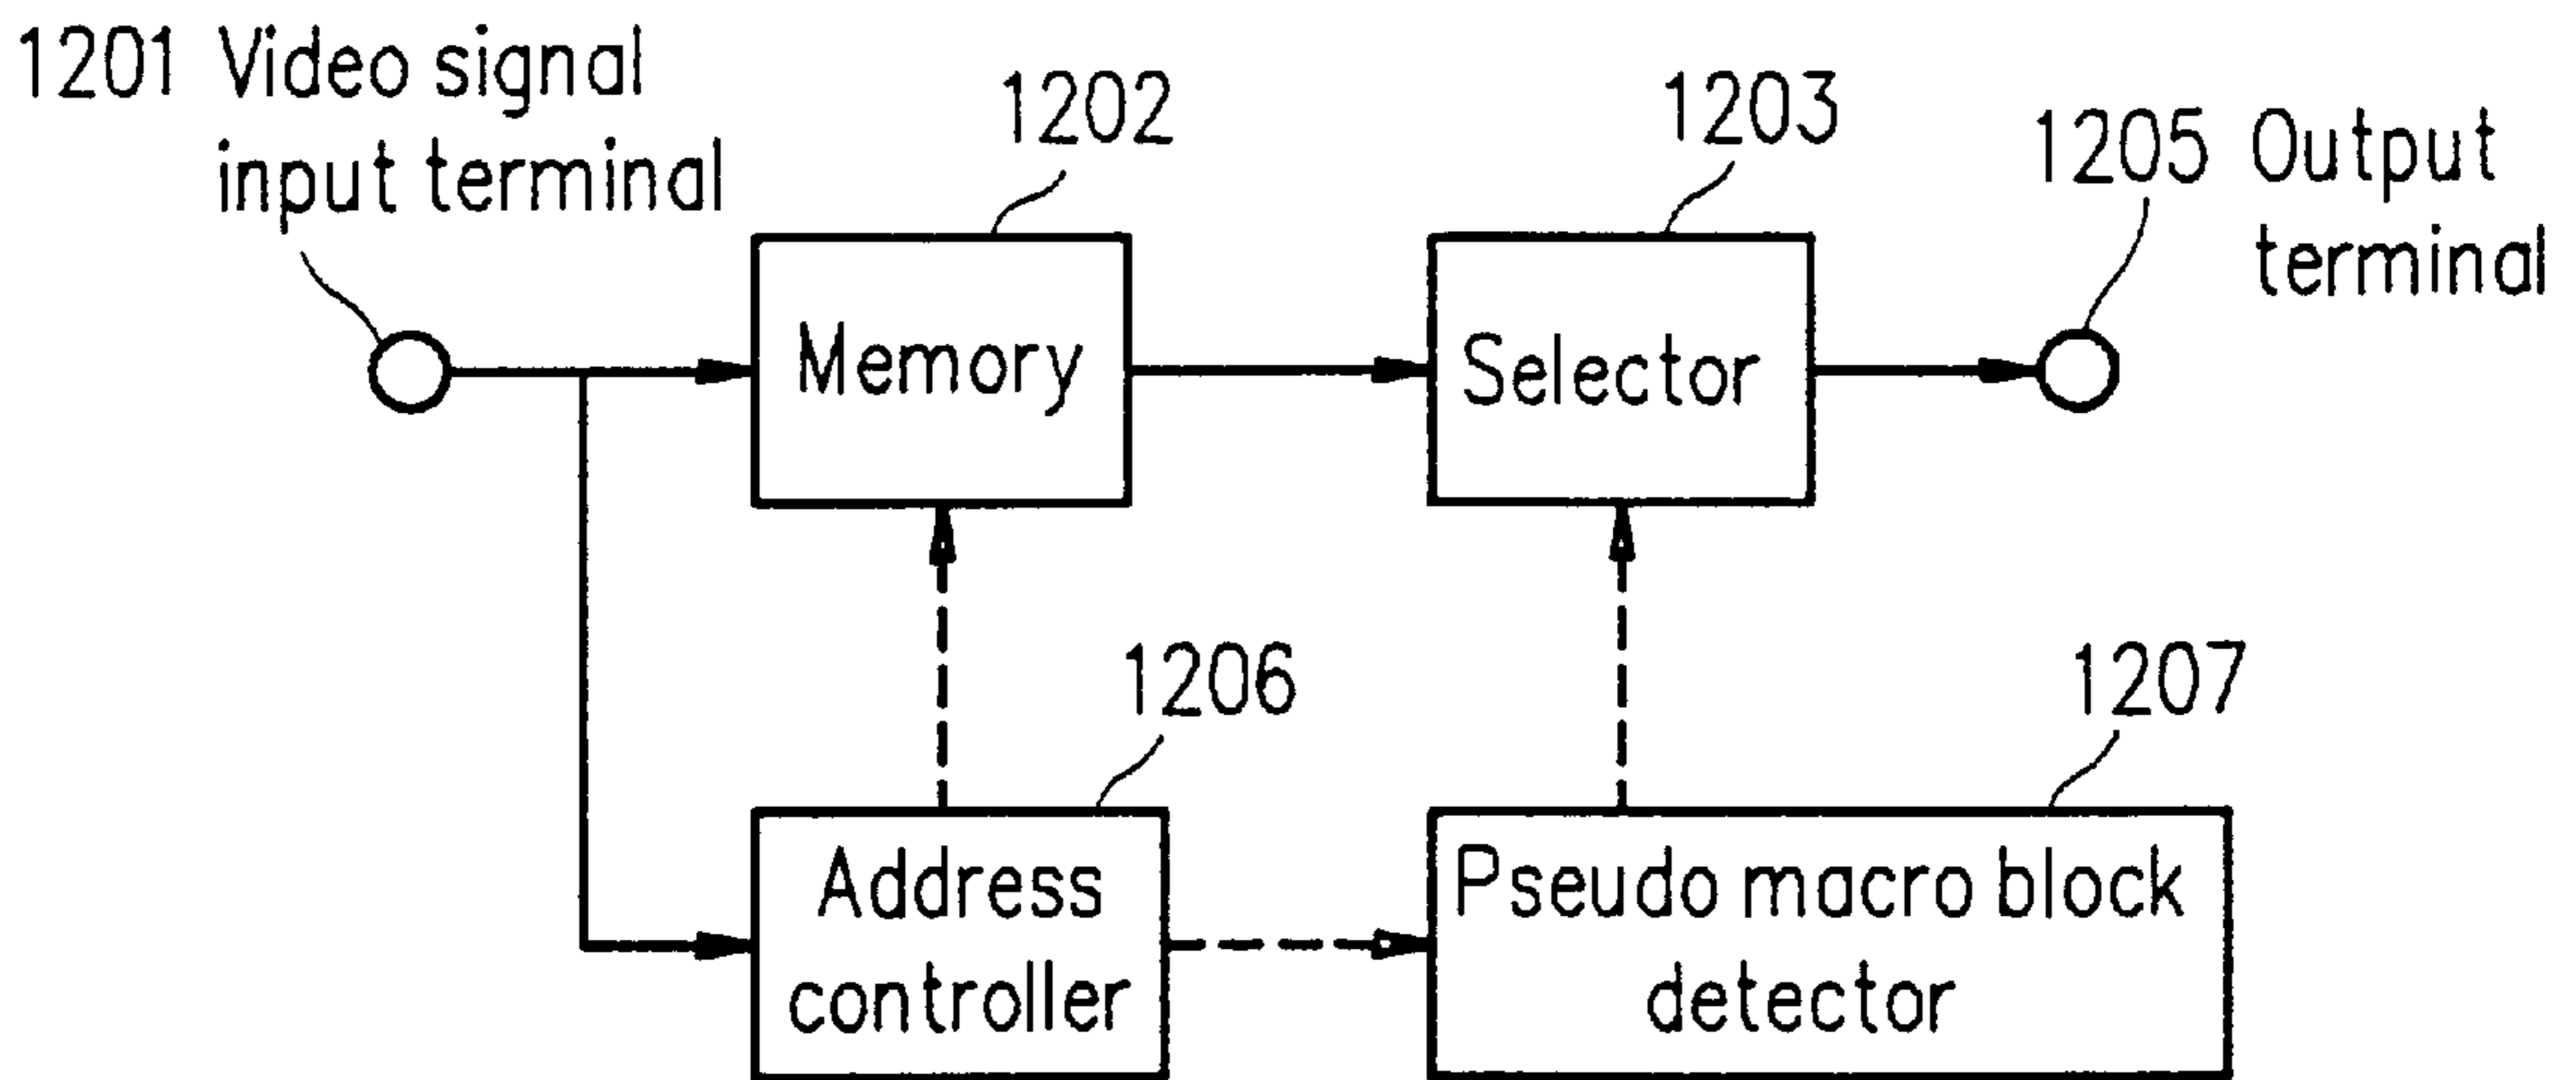 1201 Video signal
input terminal
1202
1203
1205 Output
terminal
Memory
Selector
1206
1207
Address
controller
Pseudo macro block
detector